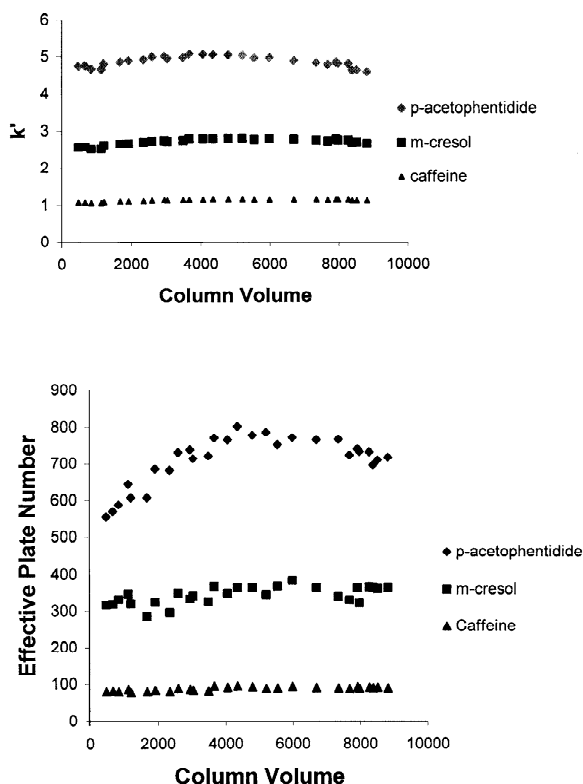 6
5
4
3
2
1
0
k'
0 2000 4000 6000 8000 10000
Column Volume
p-acetophentidide
m-cresol
caffeine
900
800
700
600
500
400
300
200
100
0
Effective Plate Number
0 2000 4000 6000 8000 10000
Column Volume
p-acetophentidide
m-cresol
Caffeine